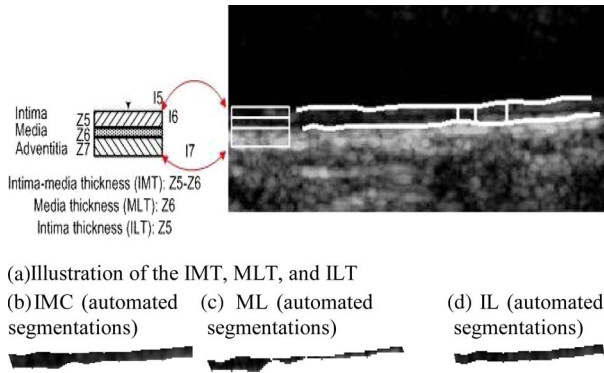 I5
Intima Z5 I6
Media Z6
Adventitia Z7
I7
Intima-media thickness (IMT): Z5-Z6
Media thickness (MLT): Z6
Intima thickness (ILT): Z5
(a)Illustration of the IMT, MLT, and ILT
(b) IMC (automated segmentations)
(c) ML (automated segmentations)
(d) IL (automated segmentations)